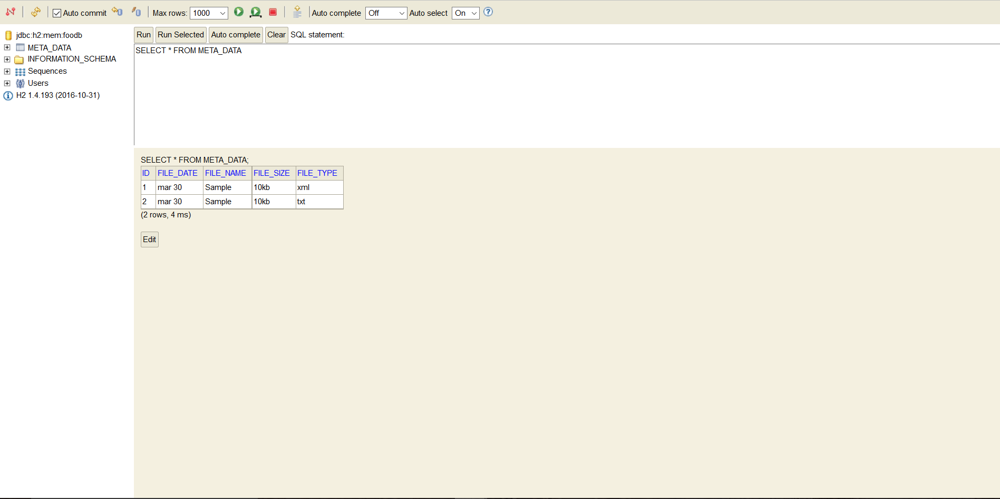 Auto commit Max rows: 1000 Auto complete Off Auto select On ?
jdbc:h2:mem:foodb
META_DATA
INFORMATION_SCHEMA
Sequences
Users
H2 1.4.193 (2016-10-31)
Run Run Selected Auto complete Clear SQL statement:
SELECT * FROM META_DATA
SELECT * FROM META_DATA;
ID FILE_DATE FILE_NAME FILE_SIZE FILE_TYPE
1 mar 30 Sample 10kb xml
2 mar 30 Sample 10kb txt
(2 rows, 4 ms)
Edit